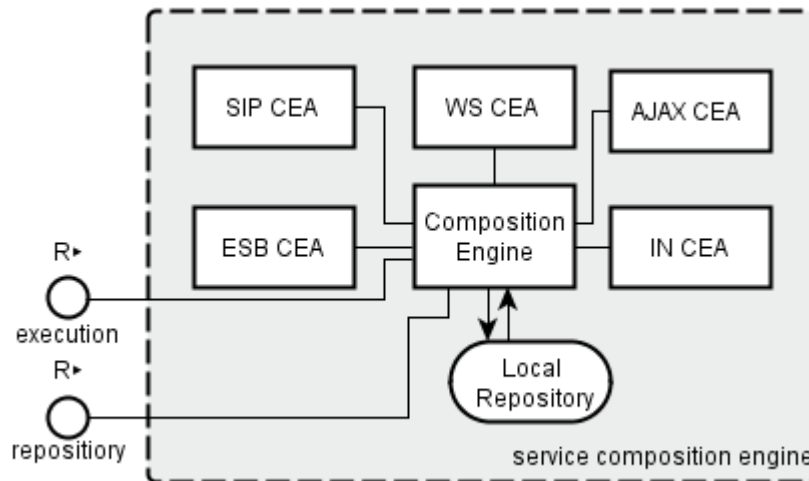 SIP CEA
WS CEA
AJAX CEA
ESB CEA
Composition
Engine
IN CEA
R▸
execution
R▸
repositiory
Local
Repository
service composition engine